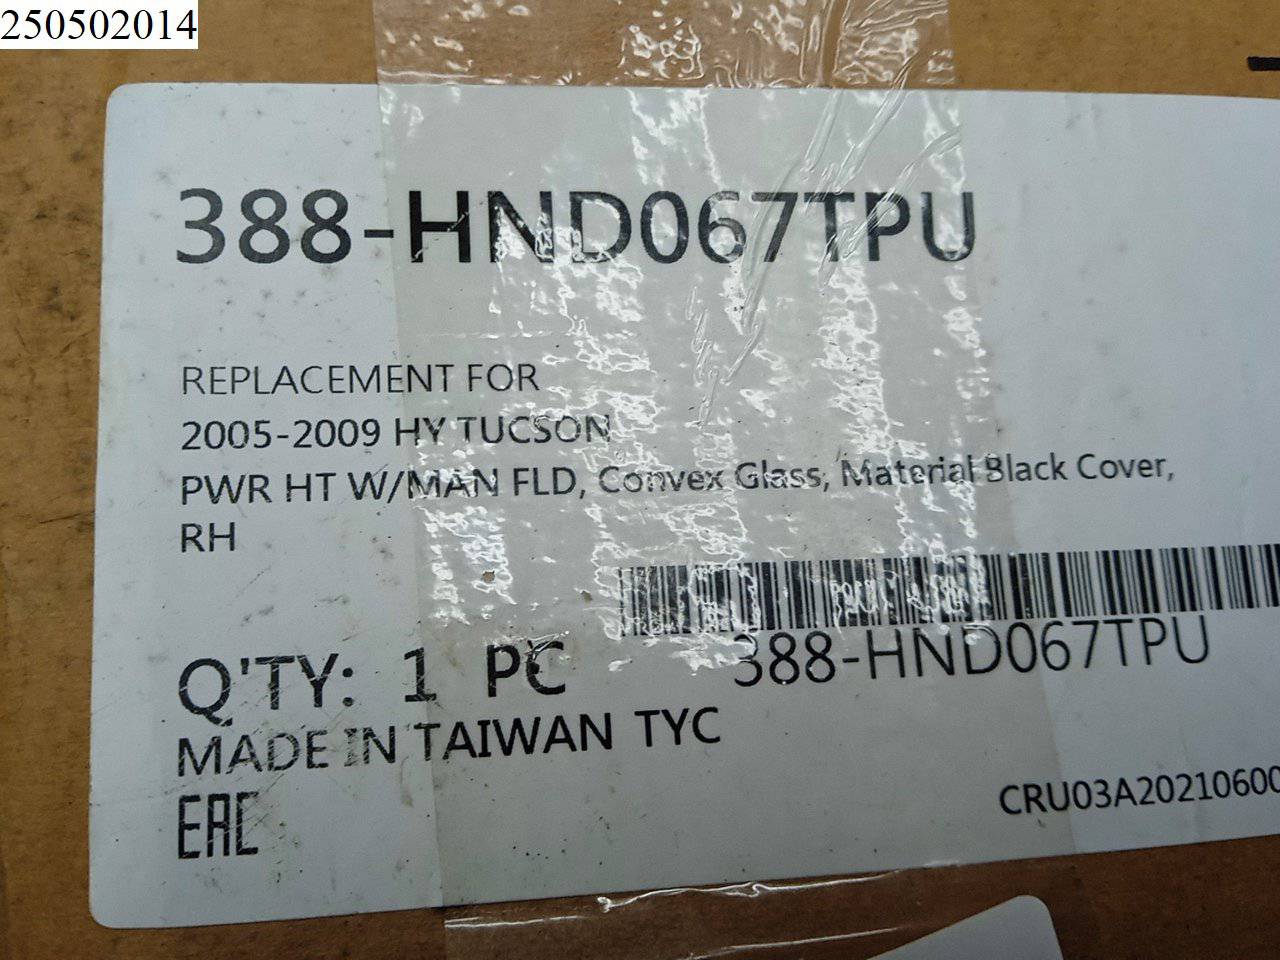 250502014
388-HND067TPU
REPLACEMENT FOR
2005-2009 HY TUCSON
PWR HT W/MAN FLD, Convex Glass, Material Black Cover,
RH
388-HND067TPU
Q'TY: 1 PC
MADE IN TAIWAN TYC
CRU03A20210600
EAC